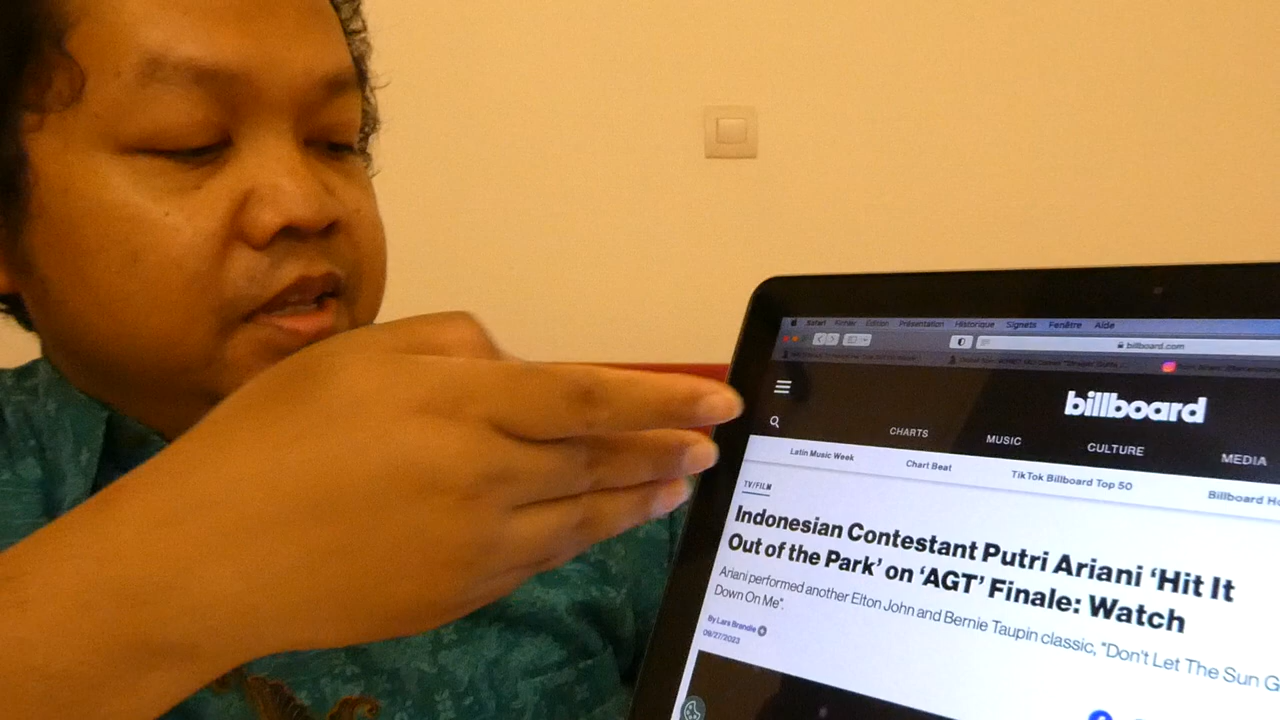 Safari Fichier Édition Présentation Historique Signets Fenêtre Aide
billboard.com
billboard
CHARTS MUSIC CULTURE MEDIA
Latin Music Week Chart Beat TikTok Billboard Top 50 Billboard
TV/FILM
Indonesian Contestant Putri Ariani ‘Hit It
Out of the Park’ on ‘AGT’ Finale: Watch
Ariani performed another Elton John and Bernie Taupin classic, "Don't Let The Sun G
Down On Me".
By Lars Brandle
09/27/2023